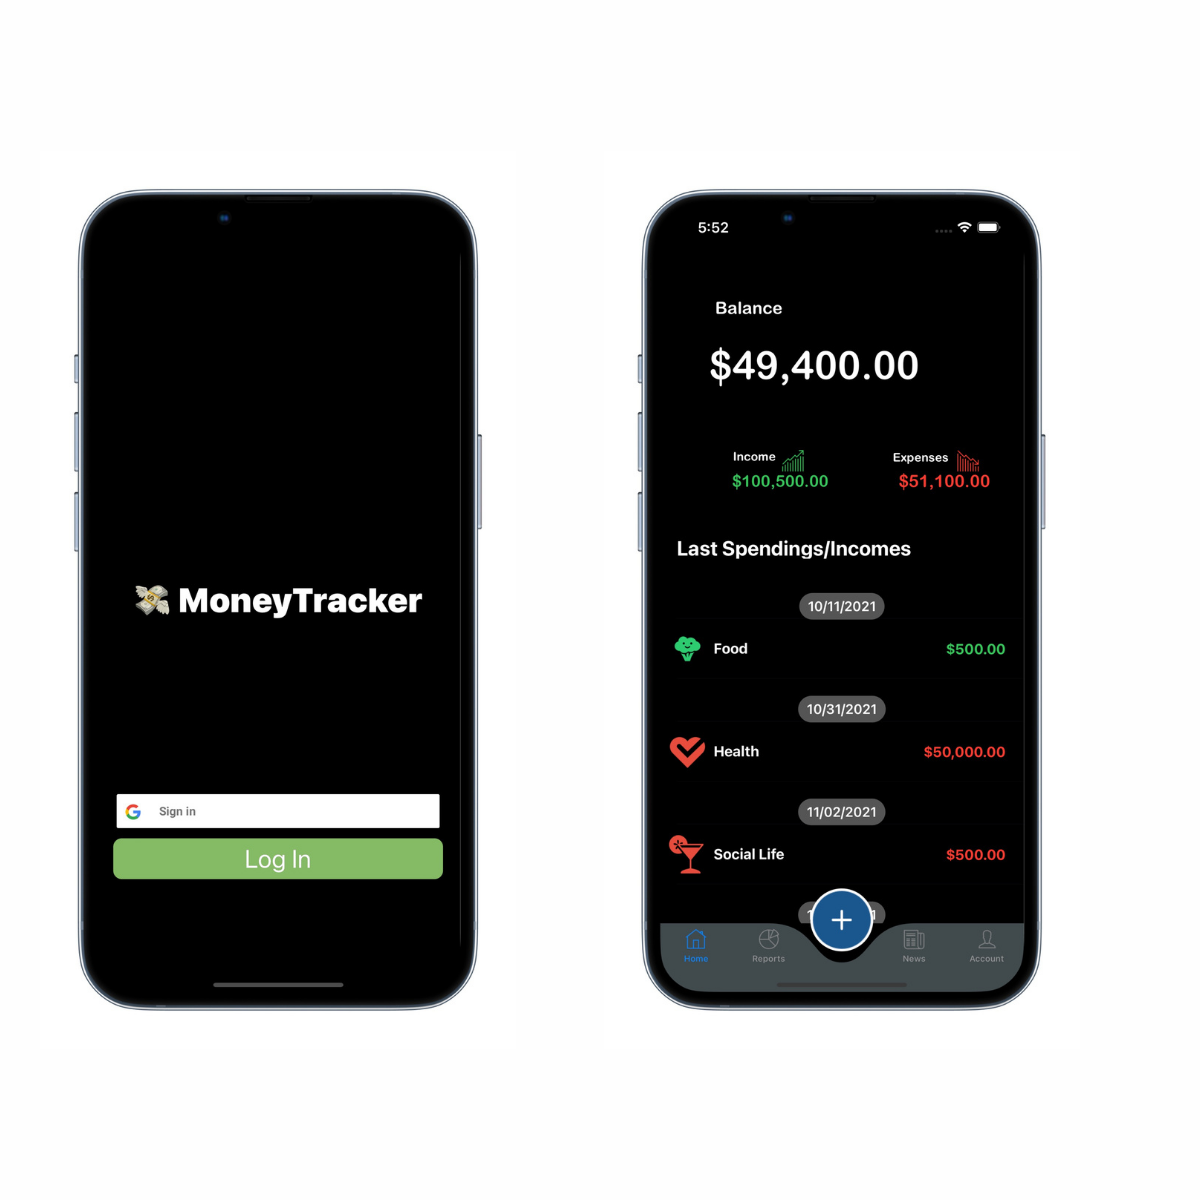 MoneyTracker
Sign in
Log In
5:52
Balance
$49,400.00
Income
Expenses
$100,500.00
$51,100.00
Last Spendings/Incomes
10/11/2021
Food
$500.00
10/31/2021
Health
$50,000.00
11/02/2021
Social Life
$500.00
+
Home
Reports
News
Account